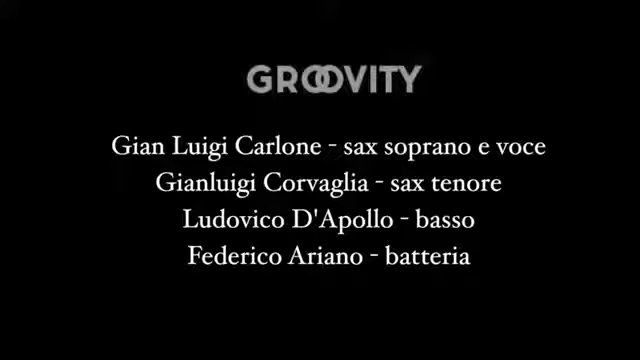 GROOVITY
Gian Luigi Carlone - sax soprano e voce
Gianluigi Corvaglia - sax tenore
Ludovico D'Apollo - basso
Federico Ariano - batteria